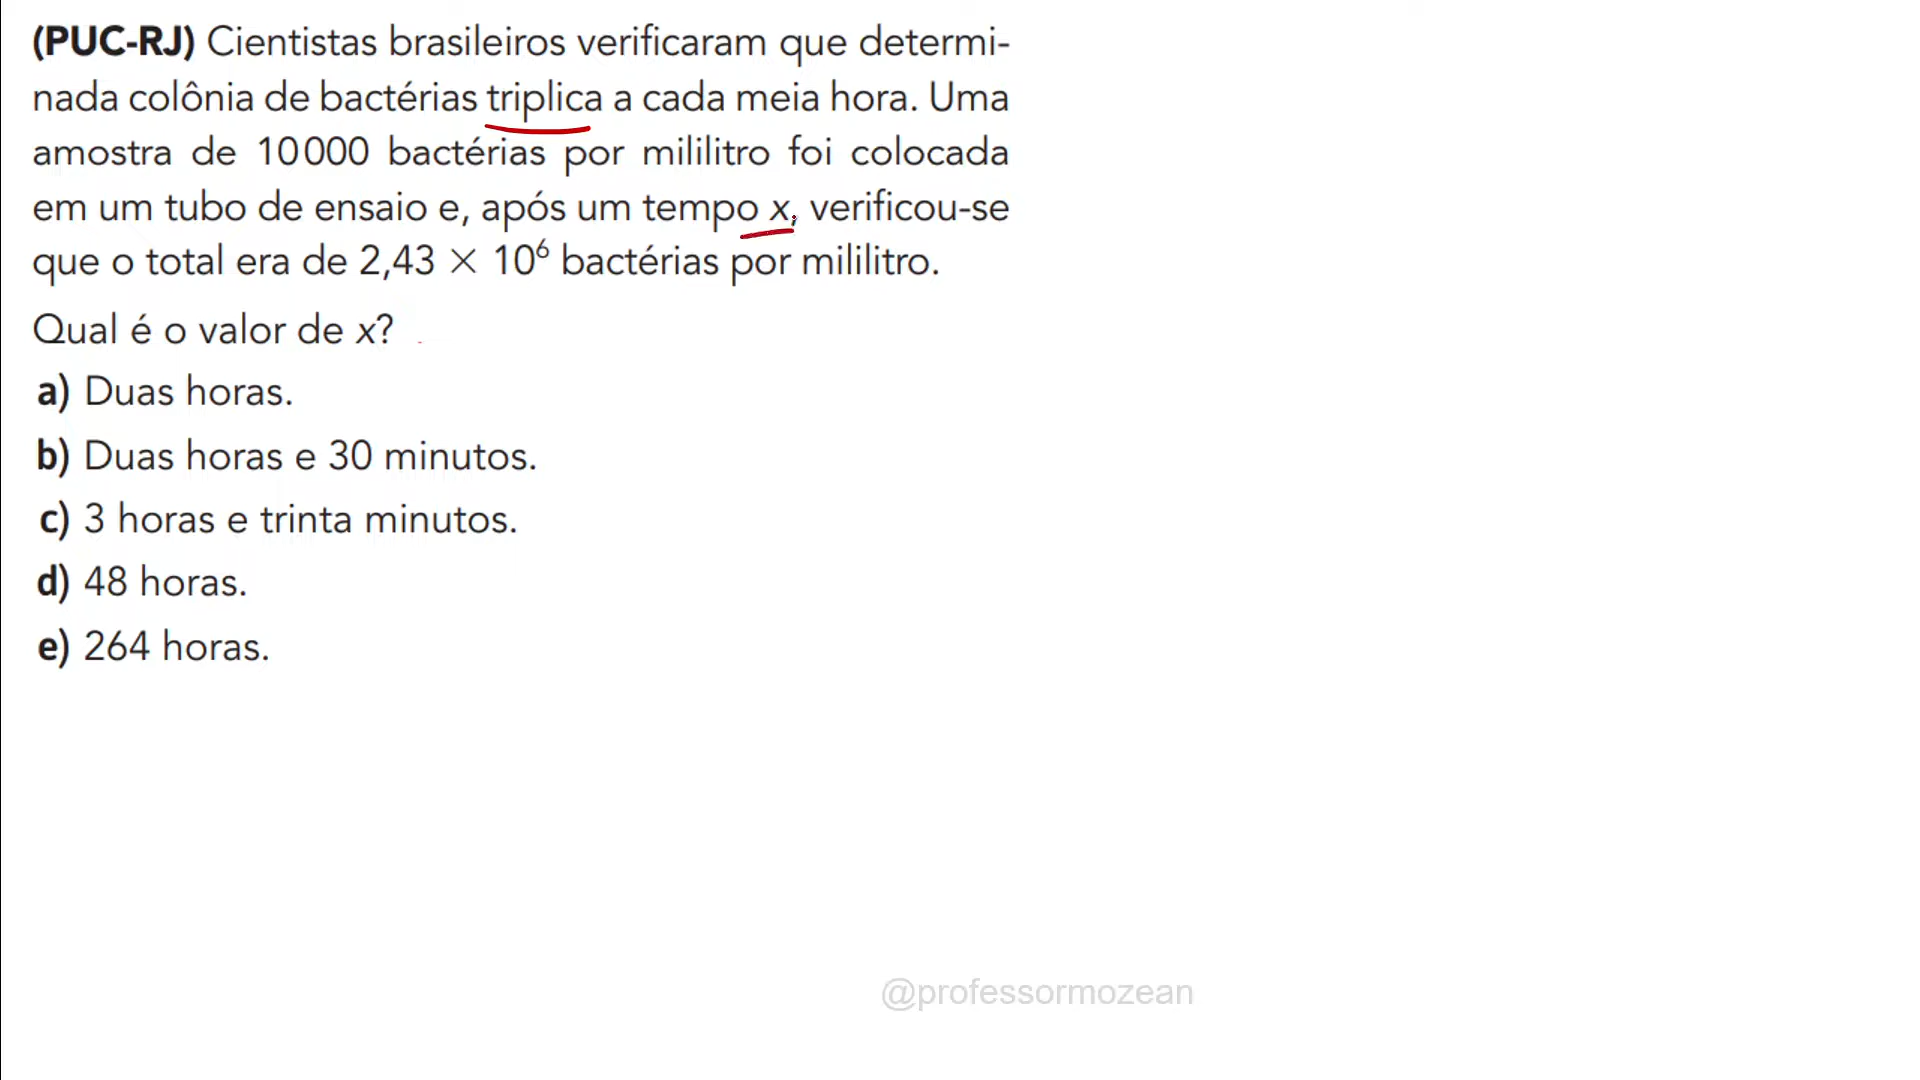 (PUC-RJ) Cientistas brasileiros verificaram que determi-
nada colônia de bactérias triplica a cada meia hora. Uma
amostra de 10 000 bactérias por mililitro foi colocada
em um tubo de ensaio e, após um tempo x, verificou-se
que o total era de 2,43 × 10⁶ bactérias por mililitro.
Qual é o valor de x?
a) Duas horas.
b) Duas horas e 30 minutos.
c) 3 horas e trinta minutos.
d) 48 horas.
e) 264 horas.
@professormozean